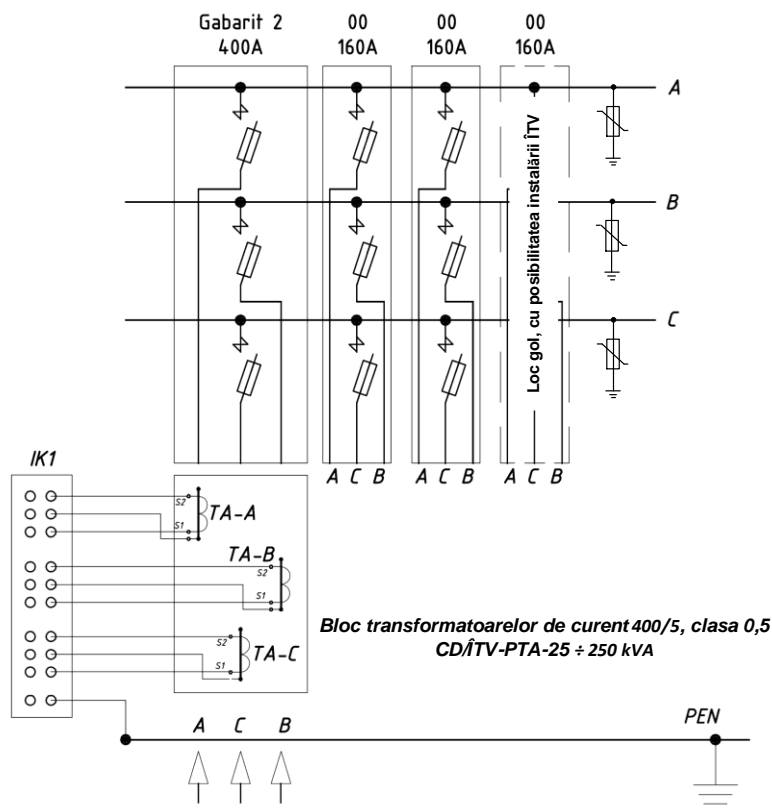 Gabarit 2
400A
00
160A
00
160A
00
160A
A
B
C
Loc gol, cu posibilitatea instalării ÎTV
A C B
A C B
A C B
IK1
S2
TA-A
S1
TA-B
S2
S1
S2
TA-C
S1
Bloc transformatoarelor de curent 400/5, clasa 0,5
CD/ÎTV-PTA-25 ÷ 250 kVA
A C B
PEN